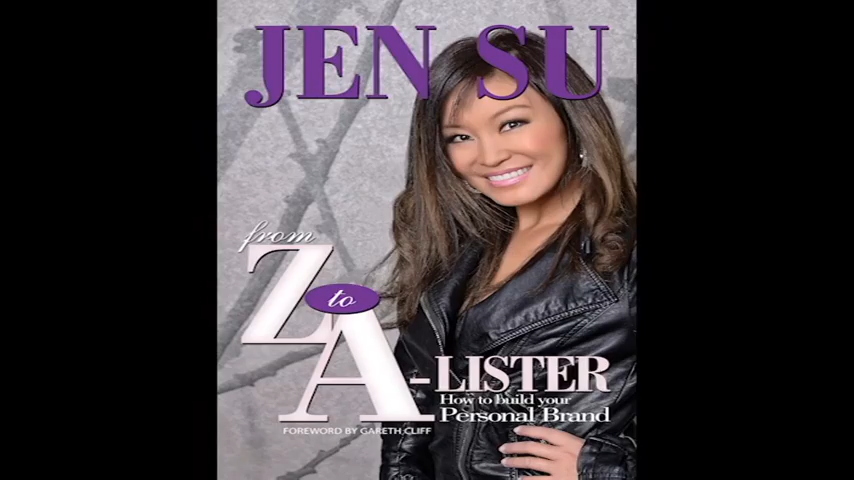 JEN SU
from
Z
to
A-LISTER
How to build your
Personal Brand
FOREWORD BY GARETH CLIFF